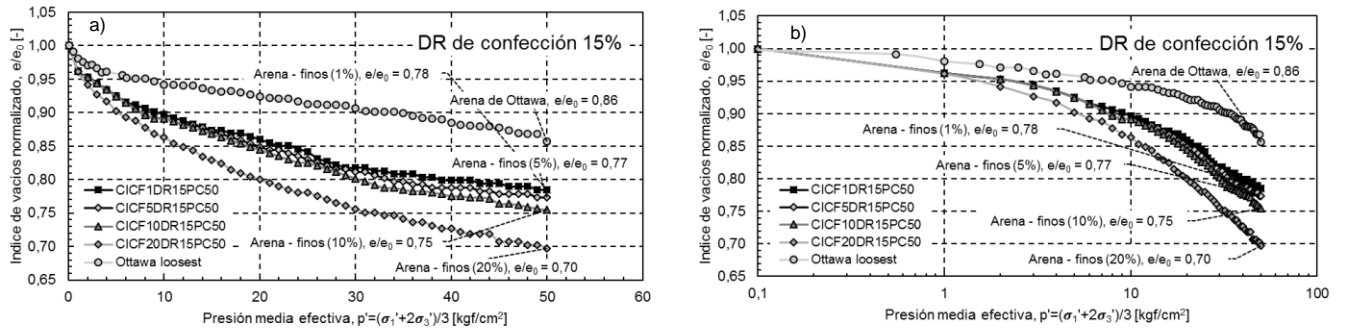 a)
DR de confección 15%
Indice de vacios normalizado, e/e₀ [-]
1,00
0,95
0,90
0,85
0,80
0,75
0,70
0,65
Arena - finos (1%), e/e₀ = 0,78
Arena de Ottawa, e/e₀ = 0,86
Arena - finos (5%), e/e₀ = 0,77
Arena - finos (10%), e/e₀ = 0,75
Arena - finos (20%), e/e₀ = 0,70
CICF1DR15PC50
CICF5DR15PC50
CICF10DR15PC50
CICF20DR15PC50
Ottawa loosest
0 10 20 30 40 50 60
Presión media efectiva, p'=(σ₁'+2σ₃')/3 [kgf/cm²]
b)
DR de confección 15%
Indice de vacios normalizado, e/e₀ [-]
1,00
0,95
0,90
0,85
0,80
0,75
0,70
0,65
Arena de Ottawa, e/e₀ = 0,86
Arena - finos (1%), e/e₀ = 0,78
Arena - finos (5%), e/e₀ = 0,77
Arena - finos (10%), e/e₀ = 0,75
Arena - finos (20%), e/e₀ = 0,70
CICF1DR15PC50
CICF5DR15PC50
CICF10DR15PC50
CICF20DR15PC50
Ottawa loosest
0,1 1 10 100
Presión media efectiva, p'=(σ₁'+2σ₃')/3 [kgf/cm²]